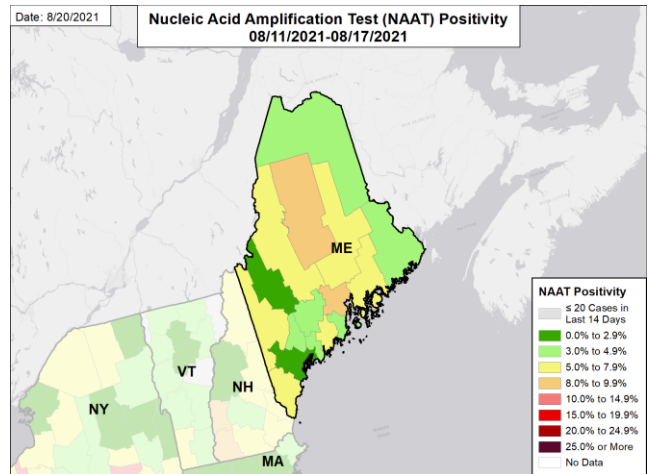 Date: 8/20/2021
Nucleic Acid Amplification Test (NAAT) Positivity
08/11/2021-08/17/2021
ME
VT
NH
NY
MA
NAAT Positivity
≤ 20 Cases in
Last 14 Days
0.0% to 2.9%
3.0% to 4.9%
5.0% to 7.9%
8.0% to 9.9%
10.0% to 14.9%
15.0% to 19.9%
20.0% to 24.9%
25.0% or More
No Data